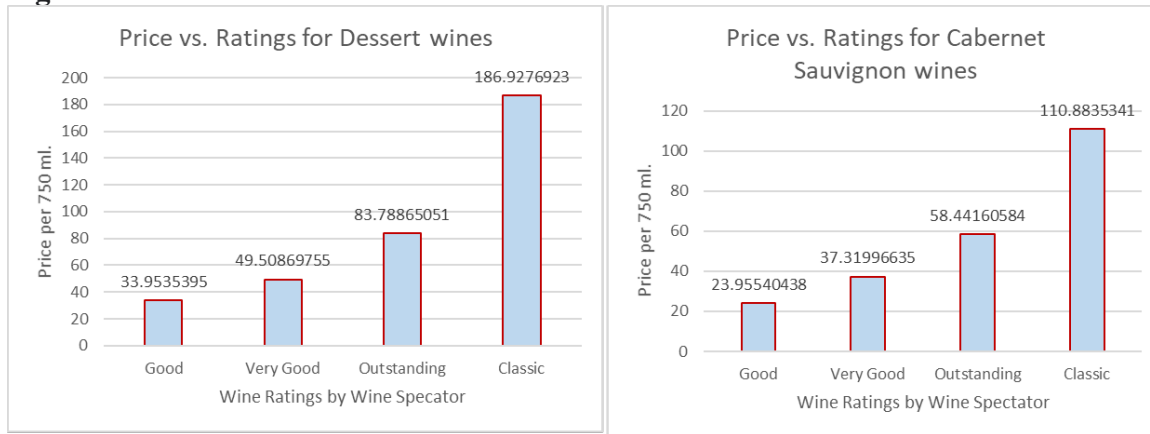 Price vs. Ratings for Dessert wines
Price per 750 ml.
200
180
160
140
120
100
80
60
40
20
0
33.9535395
49.50869755
83.78865051
186.9276923
Good
Very Good
Outstanding
Classic
Wine Ratings by Wine Specator
Price vs. Ratings for Cabernet
Sauvignon wines
Price per 750 ml.
120
100
80
60
40
20
0
23.95540438
37.31996635
58.44160584
110.8835341
Good
Very Good
Outstanding
Classic
Wine Ratings by Wine Spectator